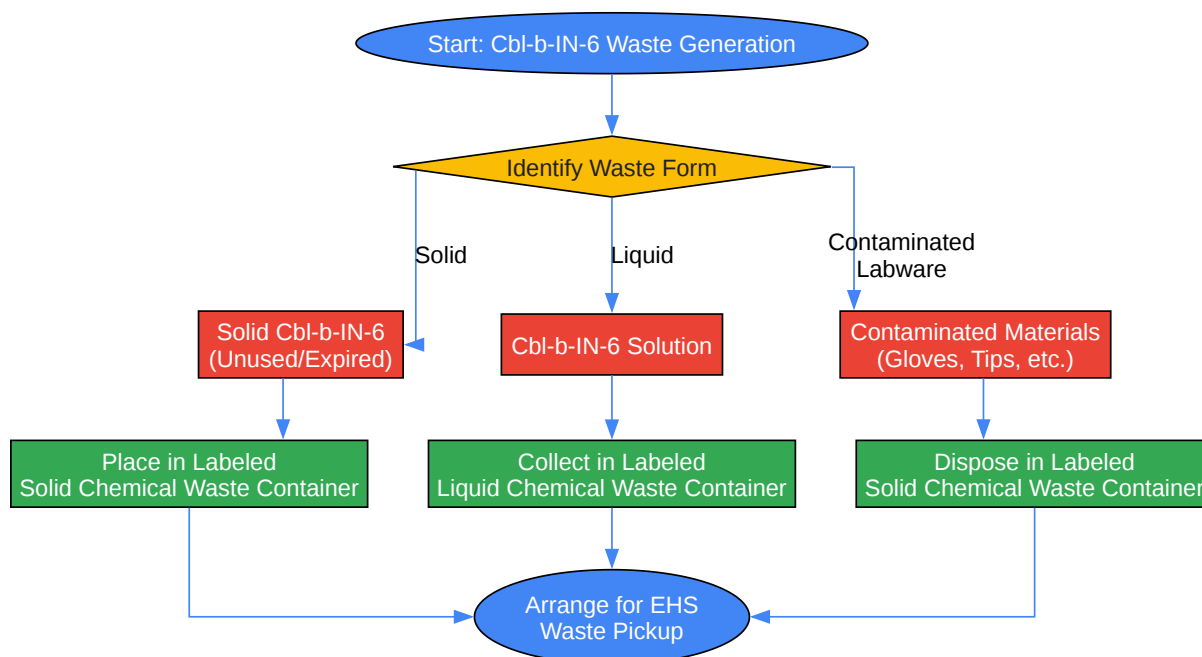 Start: Cbl-b-IN-6 Waste Generation
Identify Waste Form
Solid
Liquid
Contaminated
Labware
Solid Cbl-b-IN-6
(Unused/Expired)
Cbl-b-IN-6 Solution
Contaminated Materials
(Gloves, Tips, etc.)
Place in Labeled
Solid Chemical Waste Container
Collect in Labeled
Liquid Chemical Waste Container
Dispose in Labeled
Solid Chemical Waste Container
Arrange for EHS
Waste Pickup